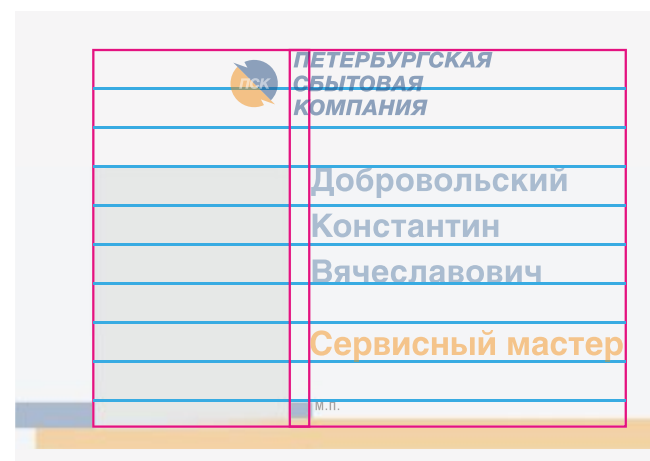 ПСК
ПЕТЕРБУРГСКАЯ
СБЫТОВАЯ
КОМПАНИЯ
Добровольский
Константин
Вячеславович
Сервисный мастер
М.П.